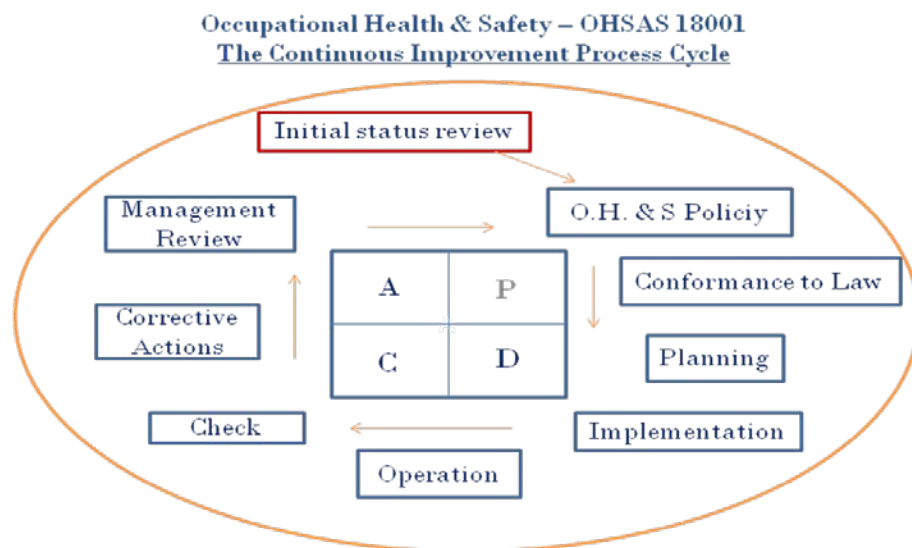 Occupational Health & Safety – OHSAS 18001
The Continuous Improvement Process Cycle
Initial status review
O.H. & S Policiy
Conformance to Law
Planning
Implementation
Operation
Check
Corrective
Actions
Management
Review
A P
C D